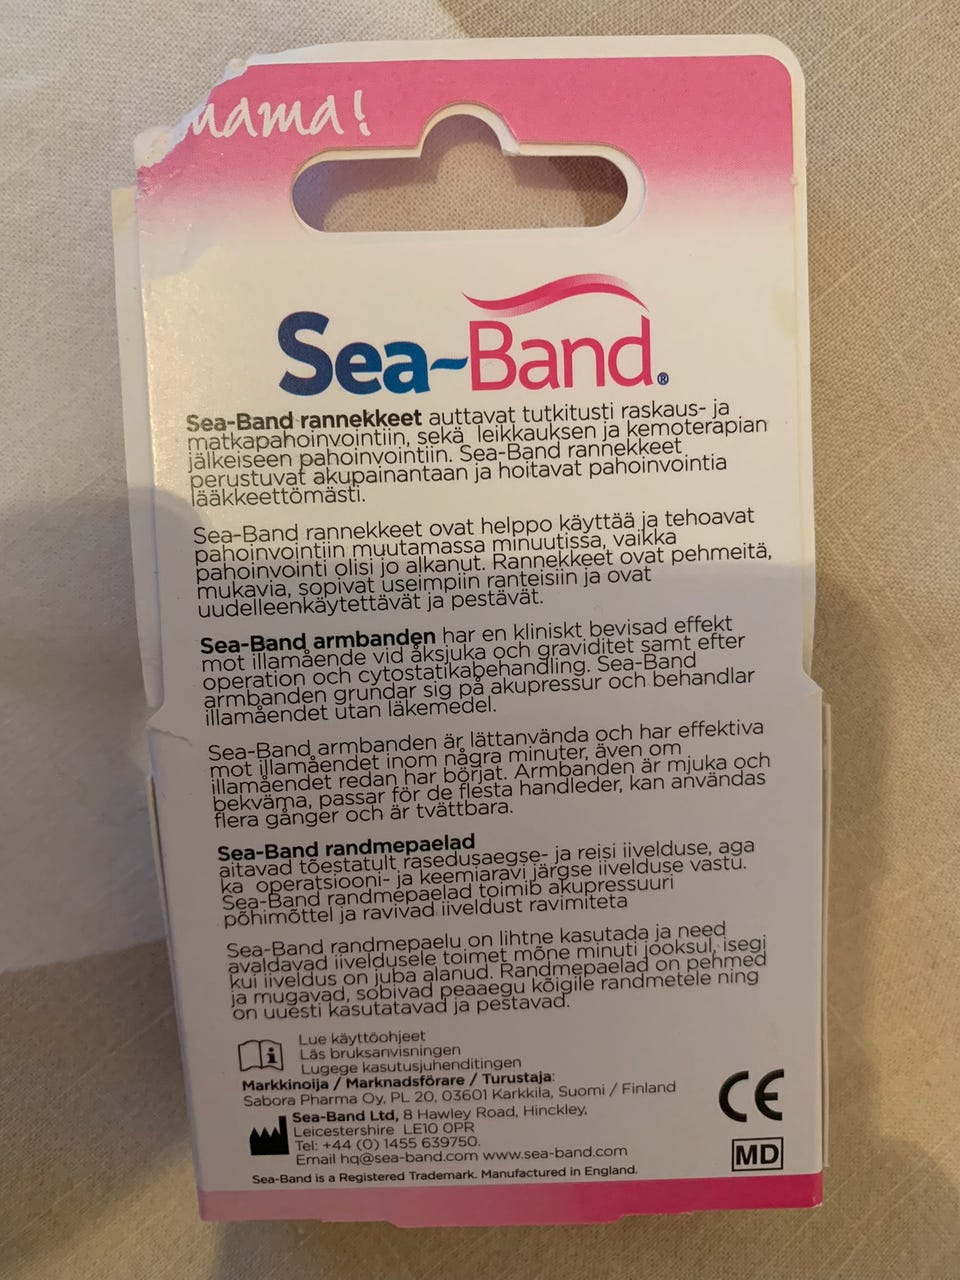 mama!
Sea~Band®
Sea-Band rannekkeet auttavat tutkitusti raskaus- ja
matkapahoinvointiin, sekä leikkauksen ja kemoterapian
jälkeiseen pahoinvointiin. Sea-Band rannekkeet
perustuvat akupainantaan ja hoitavat pahoinvointia
lääkkeettömästi.
Sea-Band rannekkeet ovat helppo käyttää ja tehoavat
pahoinvointiin muutamassa minuutissa, vaikka
pahoinvointi olisi jo alkanut. Rannekkeet ovat pehmeitä,
mukavia, sopivat useimpiin ranteisiin ja ovat
uudelleenkäytettävät ja pestävät.
Sea-Band armbanden har en kliniskt bevisad effekt
mot illamående vid åksjuka och graviditet samt efter
operation och cytostatikabehandling. Sea-Band
armbanden grundar sig på akupressur och behandlar
illamåendet utan läkemedel.
Sea-Band armbanden är lättanvända och har effektiva
mot illamåendet inom några minuter, även om
illamåendet redan har börjat. Armbanden är mjuka och
bekväma, passar för de flesta handleder, kan användas
flera gånger och är tvättbara.
Sea-Band randmepaelad
aitavad tõestatult rasedusaegse- ja reisi iivelduse, aga
ka operatsiooni- ja keemiaravi järgse iivelduse vastu.
Sea-Band randmepaelad toimib akupressuuri
põhimõttel ja ravivad iiveldust ravimiteta
Sea-Band randmepaelu on lihtne kasutada ja need
avaldavad iiveldusele toimet mõne minuti jooksul, isegi
kui iiveldus on juba alanud. Randmepaelad on pehmed
ja mugavad, sobivad peaaegu kõigile randmetele ning
on uuesti kasutatavad ja pestavad.
Lue käyttöohjeet
Läs bruksanvisningen
Lugege kasutusjuhenditingen
Markkinoija / Marknadsförare / Turustaja:
Sabora Pharma Oy, PL 20, 03601 Karkkila, Suomi / Finland
Sea-Band Ltd, 8 Hawley Road, Hinckley,
Leicestershire LE10 0PR
Tel: +44 (0) 1455 639750.
Email hq@sea-band.com www.sea-band.com
Sea-Band is a Registered Trademark. Manufactured in England.
CE
MD